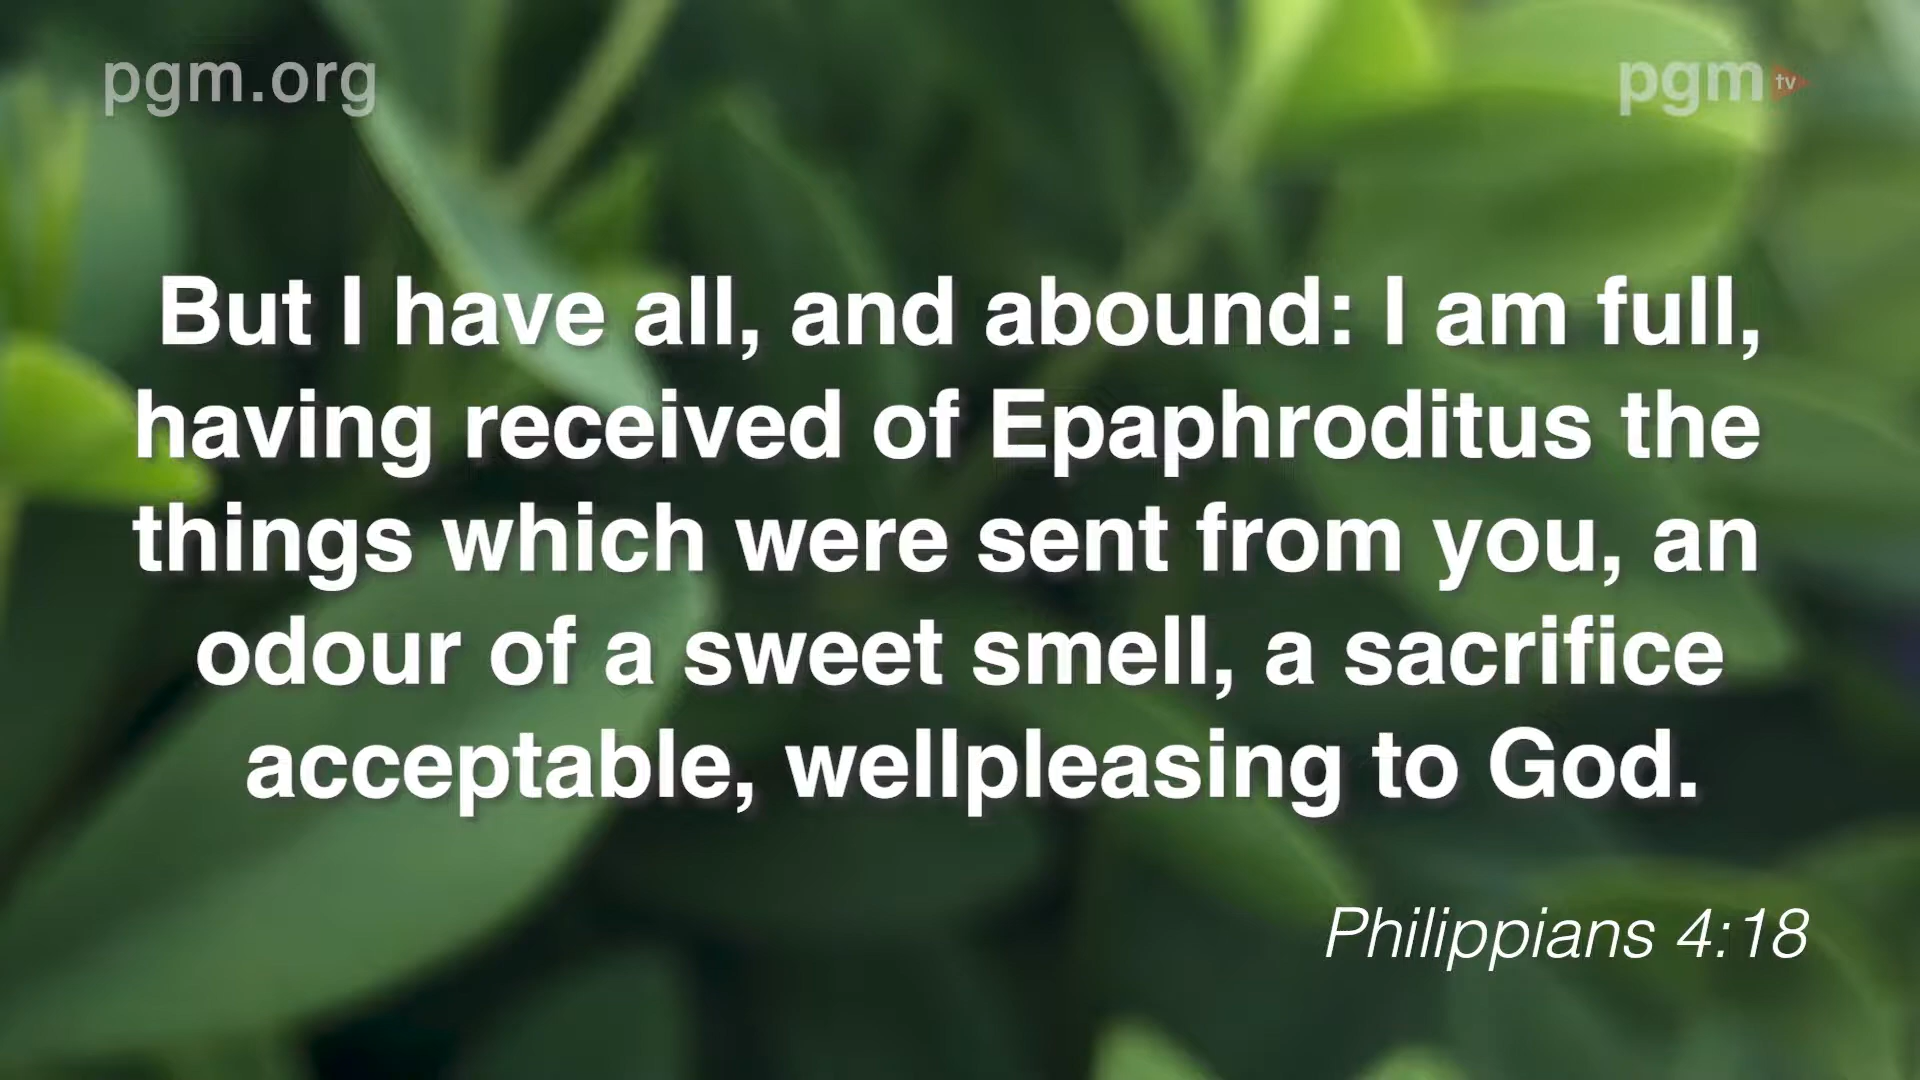 pgm.org
pgm tv
But I have all, and abound: I am full,
having received of Epaphroditus the
things which were sent from you, an
odour of a sweet smell, a sacrifice
acceptable, wellpleasing to God.
Philippians 4:18